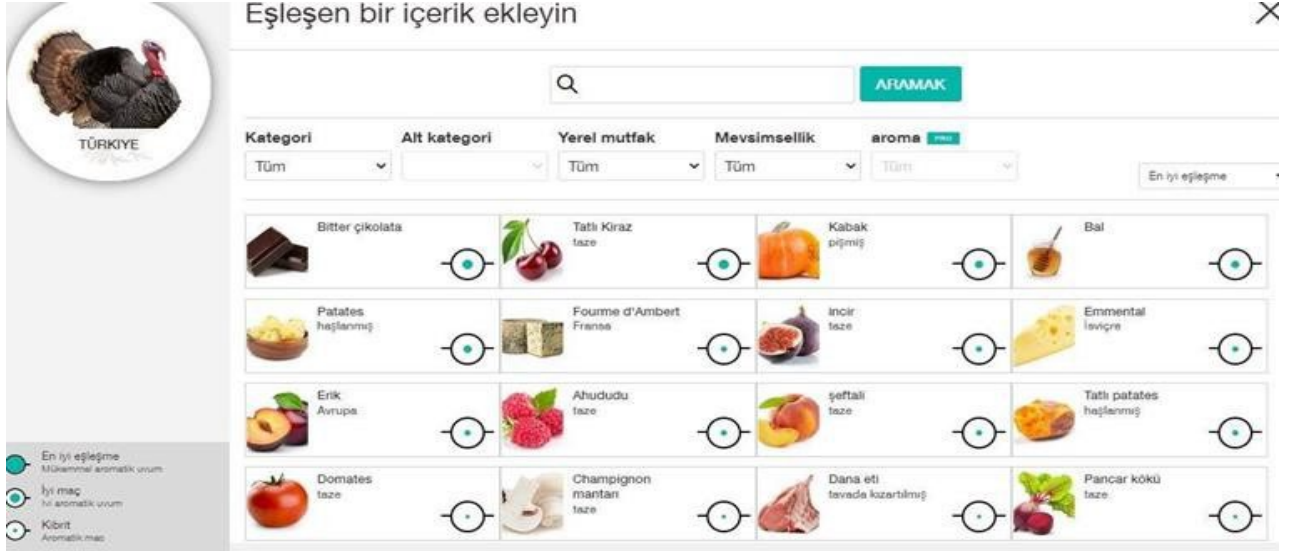 Eşleşen bir içerik ekleyin
ARAMAK
TÜRKIYE
Kategori Alt kategori Yerel mutfak Mevsimsellik aroma PRO
Tüm Tüm Tüm Tüm
En iyi eşleşme
Bitter çikolata
Tatlı Kiraz
taze
Kabak
pişmiş
Bal
Patates
haşlanmış
Fourme d'Ambert
Fransa
incir
taze
Emmental
İsviçre
Erik
Avrupa
Ahududu
taze
şeftali
taze
Tatlı patates
haşlanmış
Domates
taze
Champignon
mantarı
taze
Dana eti
tavada kızartılmış
Pancar kökü
taze
En iyi eşleşme
Mükemmel aromatik uyum
İyi maç
İyi aromatik uyum
Kibrit
Aromatik maç